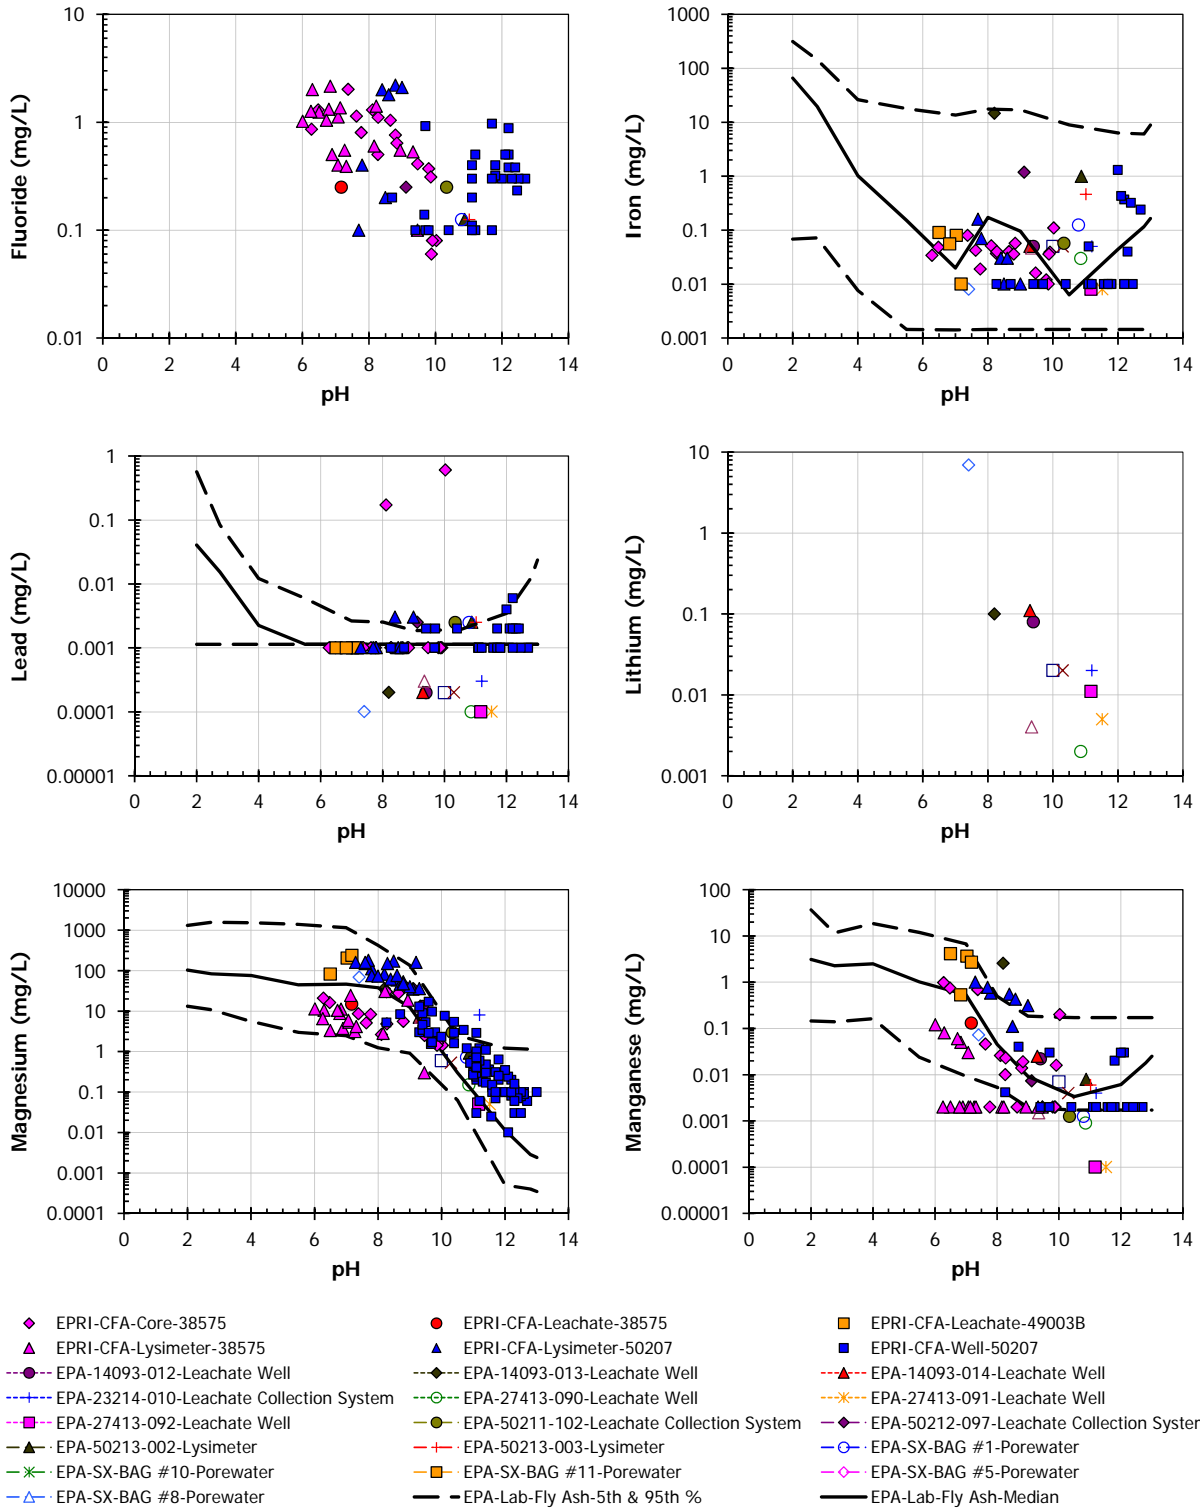 10
1
0.1
0.01
Fluoride (mg/L)
0 2 4 6 8 10 12 14
pH
1000
100
10
1
0.1
0.01
0.001
Iron (mg/L)
0 2 4 6 8 10 12 14
pH
1
0.1
0.01
0.001
0.0001
0.00001
Lead (mg/L)
0 2 4 6 8 10 12 14
pH
10
1
0.1
0.01
0.001
Lithium (mg/L)
0 2 4 6 8 10 12 14
pH
10000
1000
100
10
1
0.1
0.01
0.001
0.0001
Magnesium (mg/L)
0 2 4 6 8 10 12 14
pH
100
10
1
0.1
0.01
0.001
0.0001
0.00001
Manganese (mg/L)
0 2 4 6 8 10 12 14
pH
EPRI-CFA-Core-38575 EPRI-CFA-Leachate-38575 EPRI-CFA-Leachate-49003B
EPRI-CFA-Lysimeter-38575 EPRI-CFA-Lysimeter-50207 EPRI-CFA-Well-50207
EPA-14093-012-Leachate Well EPA-14093-013-Leachate Well EPA-14093-014-Leachate Well
EPA-23214-010-Leachate Collection System EPA-27413-090-Leachate Well EPA-27413-091-Leachate Well
EPA-27413-092-Leachate Well EPA-50211-102-Leachate Collection System EPA-50212-097-Leachate Collection System
EPA-50213-002-Lysimeter EPA-50213-003-Lysimeter EPA-SX-BAG #1-Porewater
EPA-SX-BAG #10-Porewater EPA-SX-BAG #11-Porewater EPA-SX-BAG #5-Porewater
EPA-SX-BAG #8-Porewater EPA-Lab-Fly Ash-5th & 95th % EPA-Lab-Fly Ash-Median